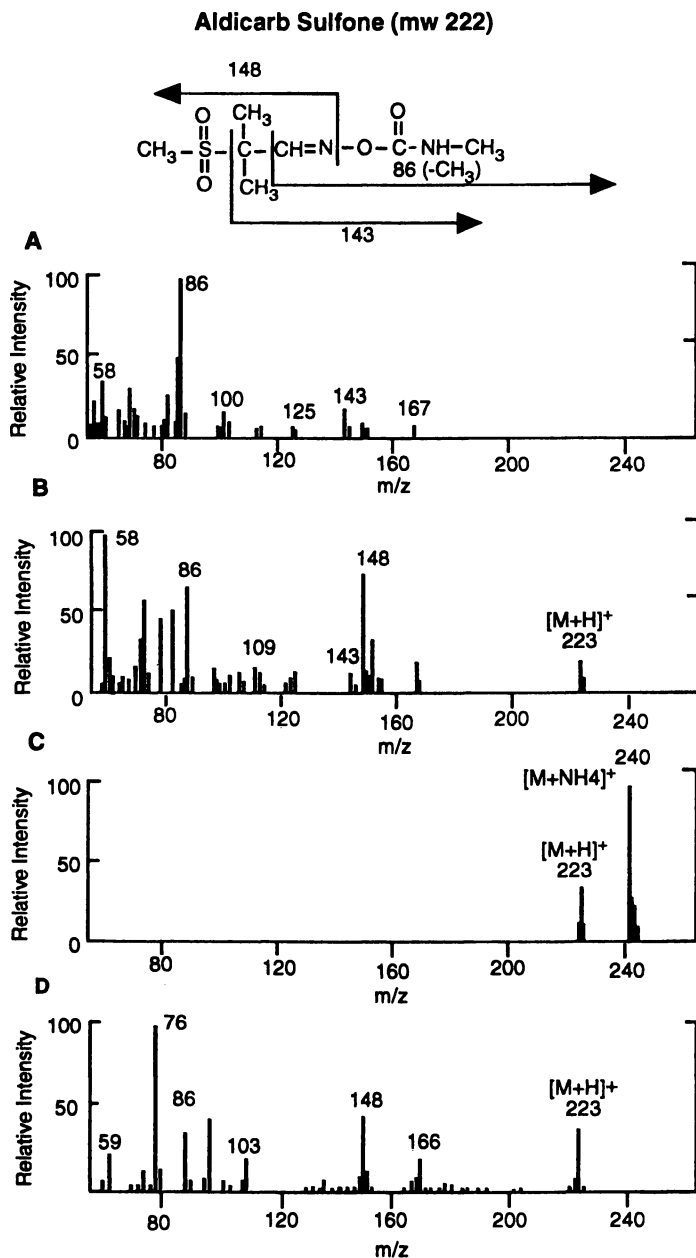 Aldicarb Sulfone (mw 222)
148
O CH₃ O
CH₃ – S – C – CH=N – O – C – NH – CH₃
O CH₃ 86 (-CH₃)
143
A
Relative Intensity
100
50
0
58
86
100
125
143
167
80 120 160 200 240
m/z
B
Relative Intensity
100
50
0
58
86
109
143
148
[M+H]⁺
223
80 120 160 200 240
m/z
C
Relative Intensity
100
50
0
240
[M+NH4]⁺
[M+H]⁺
223
80 120 160 200 240
m/z
D
Relative Intensity
100
50
59
76
86
103
148
166
[M+H]+
223
80 120 160 200 240
m/z